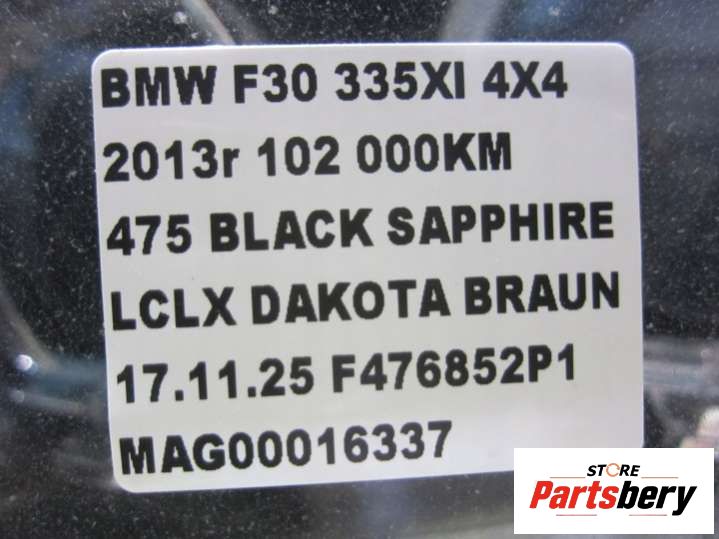 BMW F30 335XI 4X4
2013r 102 000KM
475 BLACK SAPPHIRE
LCLX DAKOTA BRAUN
17.11.25 F476852P1
MAG00016337
STORE
Partsbery